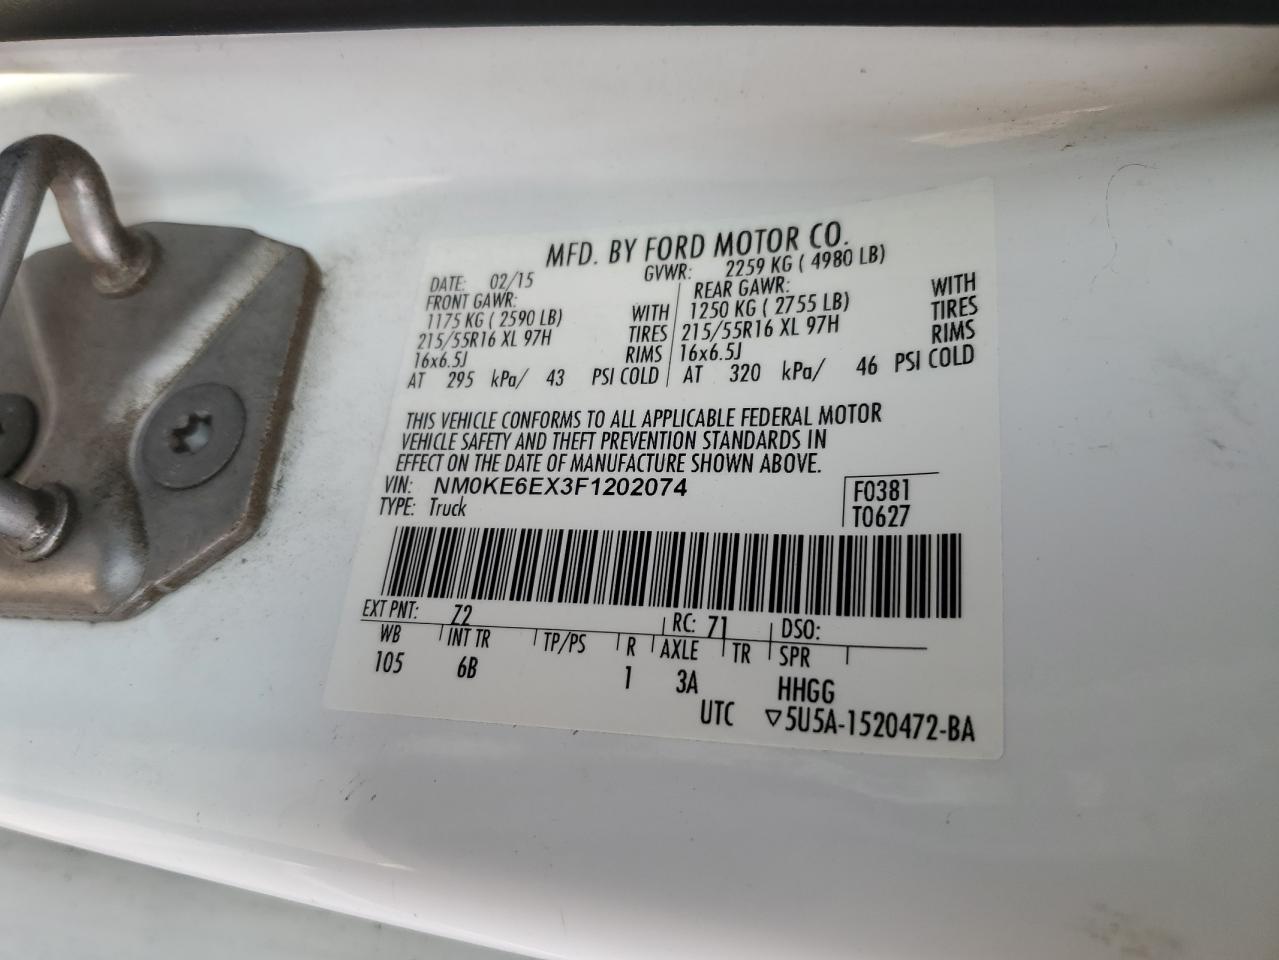 MFD. BY FORD MOTOR CO.
DATE: 02/15 GVWR: 2259 KG ( 4980 LB)
FRONT GAWR: REAR GAWR:
1175 KG ( 2590 LB) WITH 1250 KG ( 2755 LB) WITH
215/55R16 XL 97H TIRES 215/55R16 XL 97H TIRES
16x6.5J RIMS 16x6.5J RIMS
AT 295 kPa/ 43 PSI COLD AT 320 kPa/ 46 PSI COLD
THIS VEHICLE CONFORMS TO ALL APPLICABLE FEDERAL MOTOR
VEHICLE SAFETY AND THEFT PREVENTION STANDARDS IN
EFFECT ON THE DATE OF MANUFACTURE SHOWN ABOVE.
VIN: NM0KE6EX3F1202074 F0381
TYPE: Truck T0627
EXT PNT: Z2 RC: 71 DSO:
WB INT TR TP/PS R AXLE TR SPR
105 6B 1 3A HHGG
UTC ▽5U5A-1520472-BA